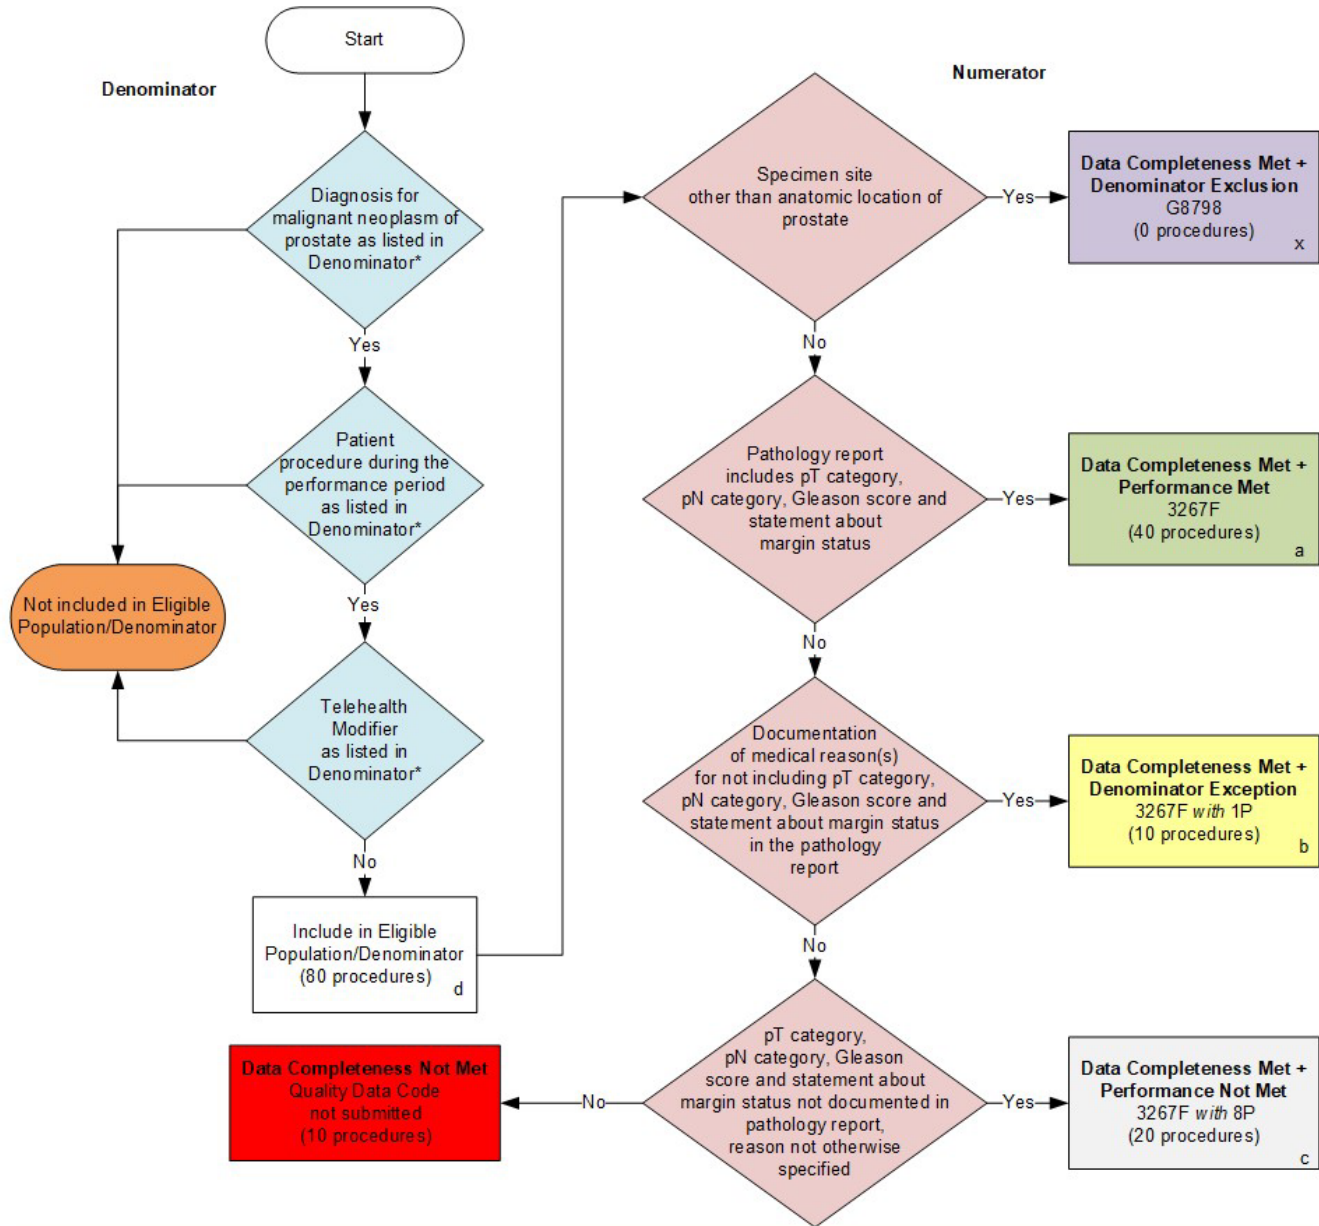 Start
Denominator
Diagnosis for
malignant neoplasm of
prostate as listed in
Denominator*
Yes
Patient
procedure during the
performance period
as listed in
Denominator*
Yes
Not included in Eligible
Population/Denominator
Telehealth
Modifier
as listed in
Denominator*
No
Include in Eligible
Population/Denominator
(80 procedures)
d
Numerator
Specimen site
other than anatomic location of
prostate
Yes
Data Completeness Met +
Denominator Exclusion
G8798
(0 procedures)
x
No
Pathology report
includes pT category,
pN category, Gleason score and
statement about
margin status
Yes
Data Completeness Met +
Performance Met
3267F
(40 procedures)
a
No
Documentation
of medical reason(s)
for not including pT category,
pN category, Gleason score and
statement about margin status
in the pathology
report
Yes
Data Completeness Met +
Denominator Exception
3267F with 1P
(10 procedures)
b
No
pT category,
pN category, Gleason
score and statement about
margin status not documented in
pathology report,
reason not otherwise
specified
Yes
Data Completeness Met +
Performance Not Met
3267F with 8P
(20 procedures)
c
No
Data Completeness Not Met
Quality Data Code
not submitted
(10 procedures)